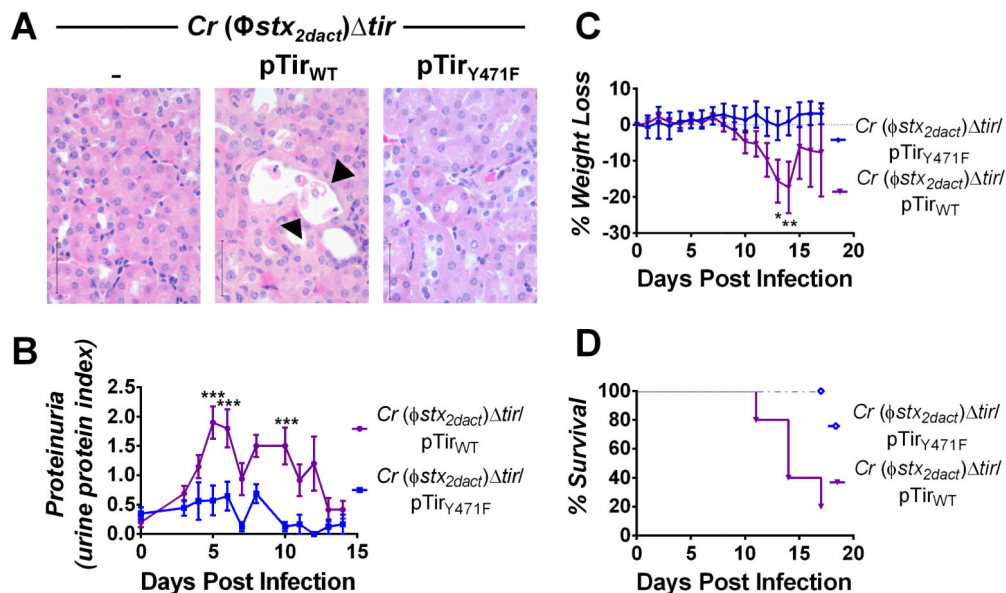 A
Cr (Φstx2dact)Δtir
-
pTirWT
pTirY471F
C
% Weight Loss
10
0
-10
-20
-30
* **
0 5 10 15 20
Days Post Infection
Cr (ϕstx2dact)Δtir/
pTirY471F
Cr (ϕstx2dact)Δtir/
pTirWT
B
Proteinuria
(urine protein index)
2.5
2.0
1.5
1.0
0.5
0.0
*** *** ***
0 5 10 15
Days Post Infection
Cr (ϕstx2dact)Δtir/
pTirWT
Cr (ϕstx2dact)Δtir/
pTirY471F
D
% Survival
100
80
60
40
20
0
0 5 10 15 20
Days Post Infection
Cr (ϕstx2dact)Δtir/
pTirY471F
Cr (ϕstx2dact)Δtir/
pTirWT